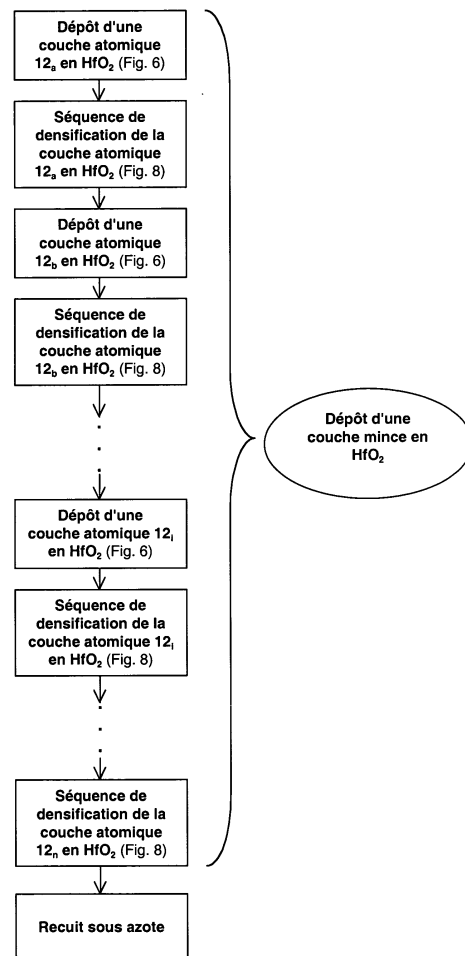 Dépôt d'une
couche atomique
12a en HfO2 (Fig. 6)
Séquence de
densification de la
couche atomique
12a en HfO2 (Fig. 8)
Dépôt d'une
couche atomique
12b en HfO2 (Fig. 6)
Séquence de
densification de la
couche atomique
12b en HfO2 (Fig. 8)
Dépôt d'une
couche mince en
HfO2
Dépôt d'une
couche atomique 12i
en HfO2 (Fig. 6)
Séquence de
densification de la
couche atomique 12i
en HfO2 (Fig. 8)
Séquence de
densification de la
couche atomique
12n en HfO2 (Fig. 8)
Recuit sous azote